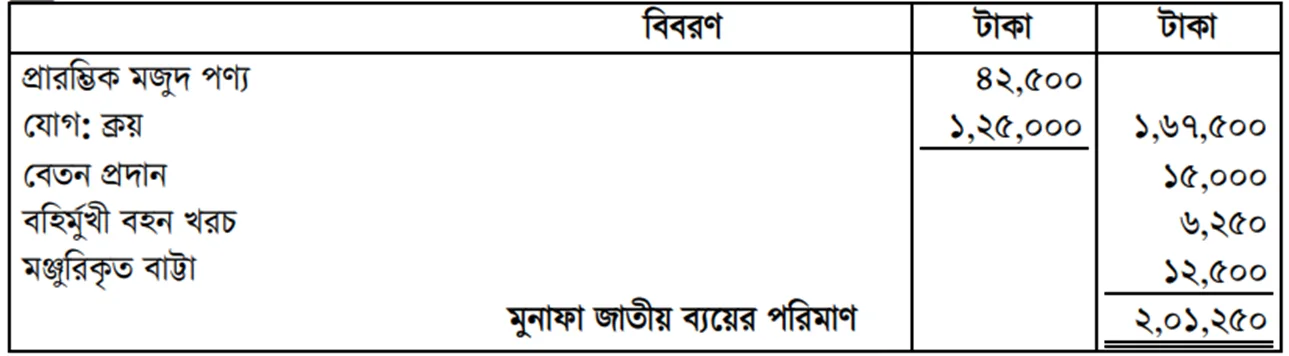 বিবরণ টাকা টাকা
প্রারম্ভিক মজুদ পণ্য ৪২,৫০০
যোগ: ক্রয় ১,২৫,০০০ ১,৬৭,৫০০
বেতন প্রদান ১৫,০০০
বহির্মুখী বহন খরচ ৬,২৫০
মঞ্জুরিকৃত বাট্টা ১২,৫০০
মুনাফা জাতীয় ব্যয়ের পরিমাণ ২,০১,২৫০